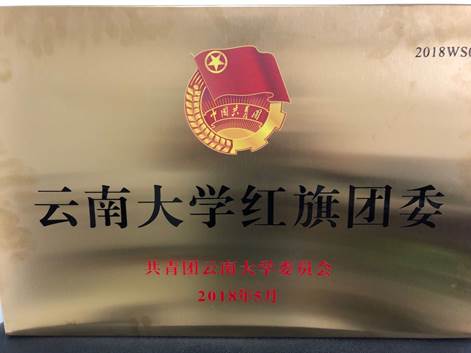 2018WS0
中国共青团
云南大学红旗团委
共青团云南大学委员会
2018年5月